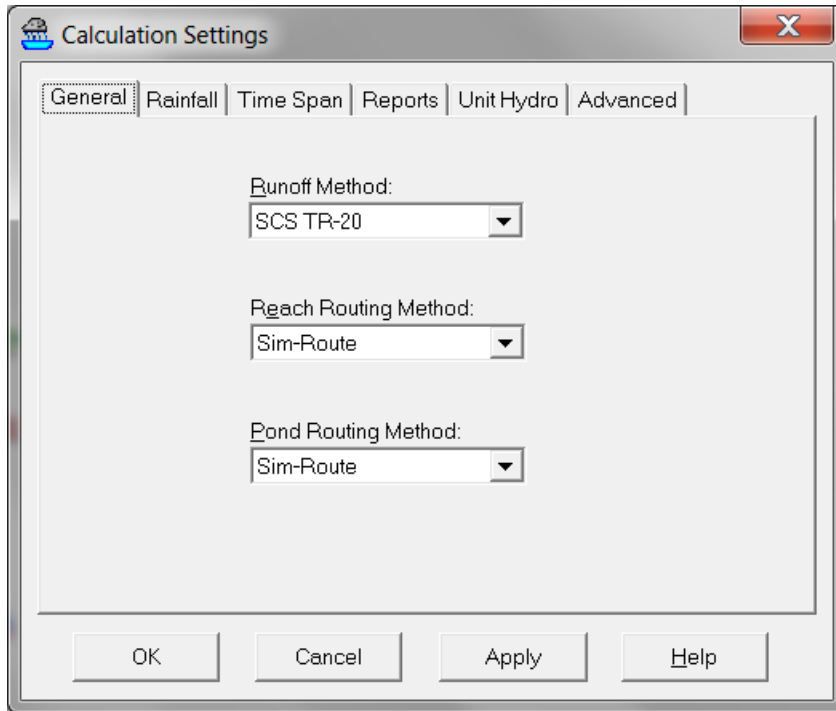 Calculation Settings
General Rainfall Time Span Reports Unit Hydro Advanced
Runoff Method:
SCS TR-20
Reach Routing Method:
Sim-Route
Pond Routing Method:
Sim-Route
OK Cancel Apply Help